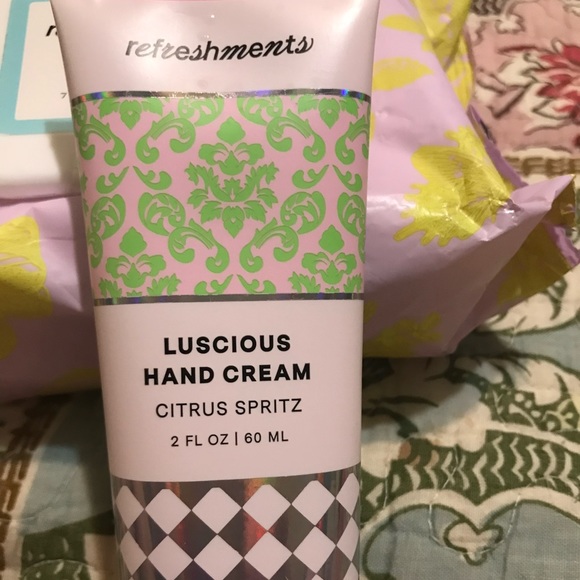 refreshments
LUSCIOUS
HAND CREAM
CITRUS SPRITZ
2 FL OZ | 60 ML